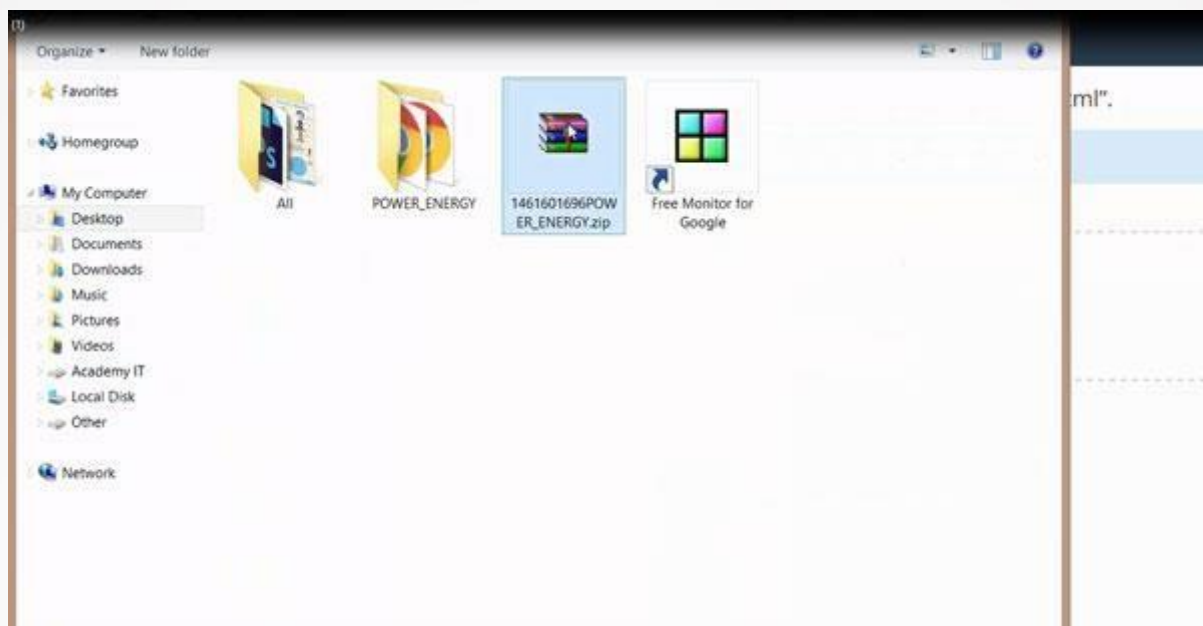 (1)
Organize
New folder
Favorites
Homegroup
My Computer
Desktop
Documents
Downloads
Music
Pictures
Videos
Academy IT
Local Disk
Other
Network
All
POWER_ENERGY
1461601696POW
ER_ENERGY.zip
Free Monitor for
Google
ml".